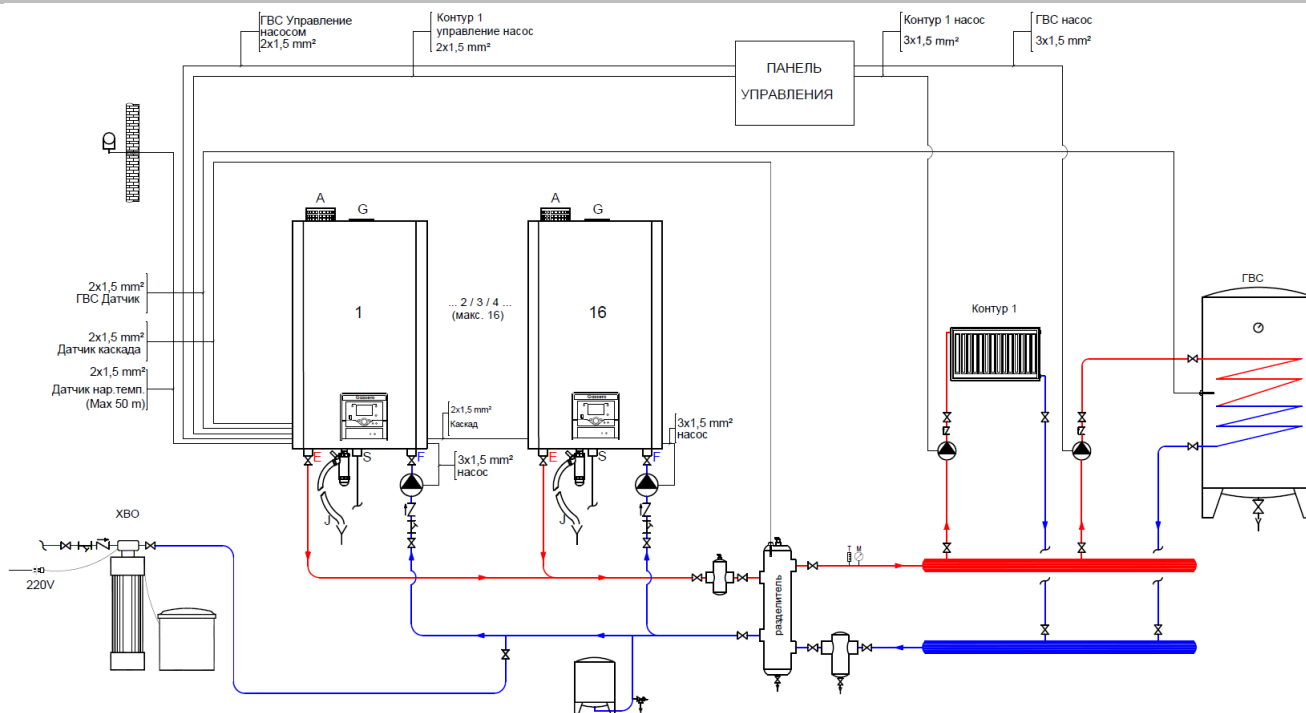 ГВС Управление
насосом
2x1,5 mm²
Контур 1
управление насос
2x1,5 mm²
Контур 1 насос
3x1,5 mm²
ГВС насос
3x1,5 mm²
ПАНЕЛЬ
УПРАВЛЕНИЯ
A
G
A
G
2x1,5 mm²
ГВС Датчик
1
... 2 / 3 / 4 ...
(макс. 16)
16
Контур 1
ГВС
2x1,5 mm²
Датчик каскада
2x1,5 mm²
Датчик нар.темп.
(Max 50 m)
2x1,5 mm²
Каскад
3x1,5 mm²
насос
E
S
F
3x1,5 mm²
насос
E
S
F
J
J
ХВО
220V
T
M
разделитель